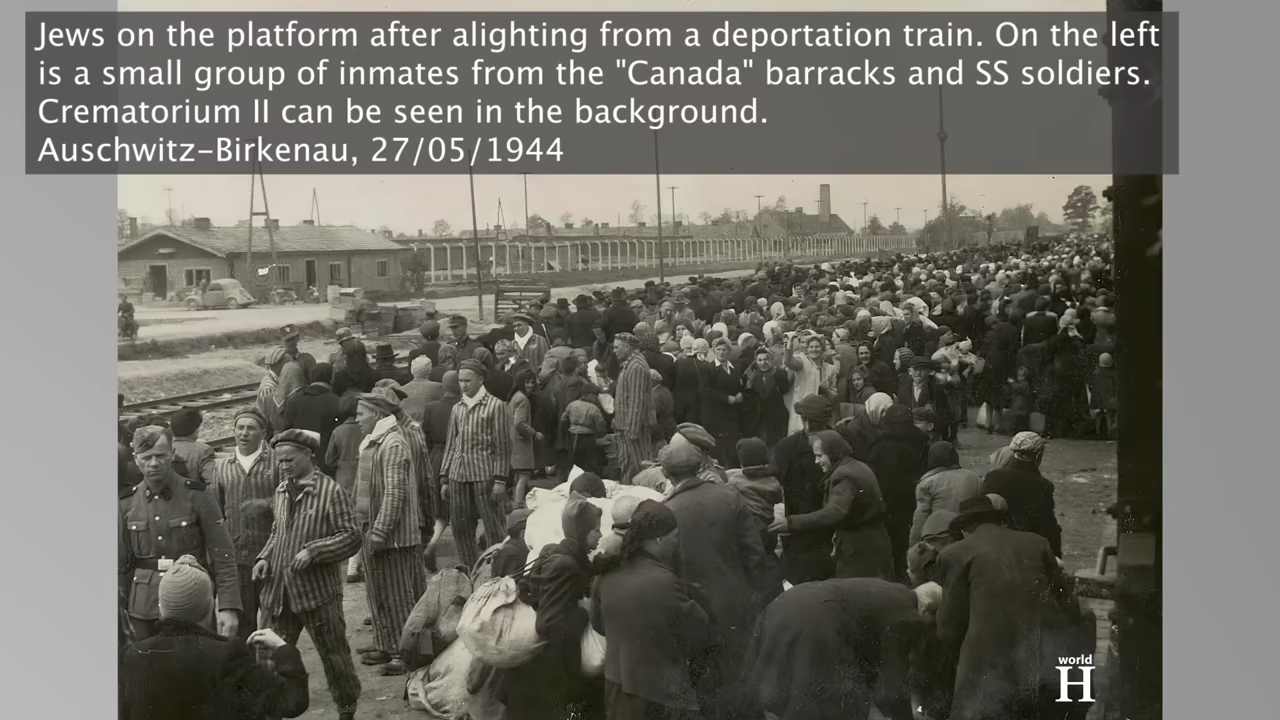 Jews on the platform after alighting from a deportation train. On the left
is a small group of inmates from the "Canada" barracks and SS soldiers.
Crematorium II can be seen in the background.
Auschwitz-Birkenau, 27/05/1944
world
H